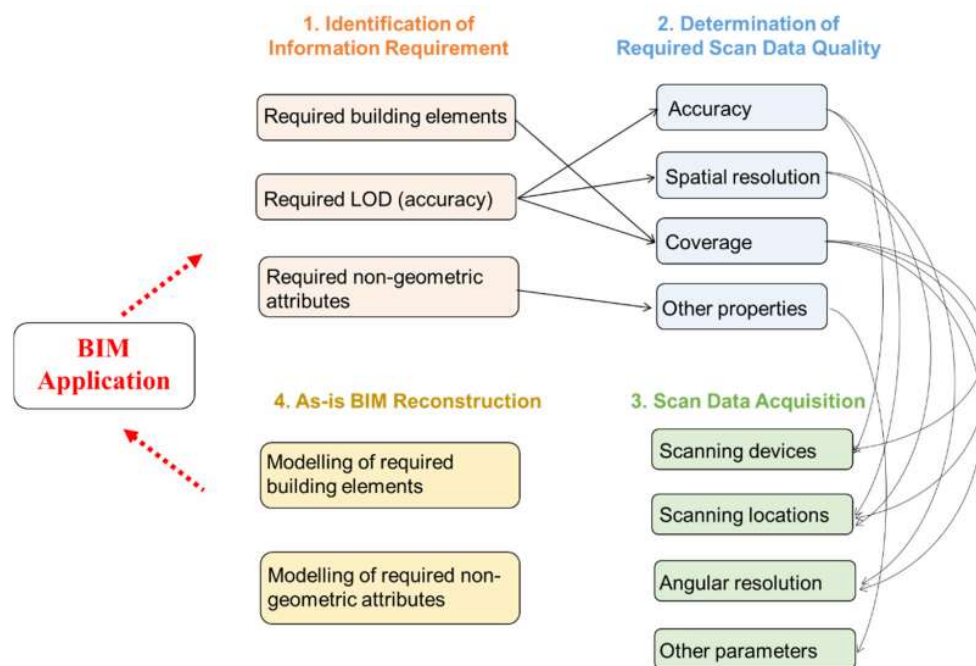 1. Identification of
Information Requirement
2. Determination of
Required Scan Data Quality
Required building elements
Required LOD (accuracy)
Required non-geometric
attributes
Accuracy
Spatial resolution
Coverage
Other properties
BIM
Application
4. As-is BIM Reconstruction
Modelling of required
building elements
Modelling of required non-
geometric attributes
3. Scan Data Acquisition
Scanning devices
Scanning locations
Angular resolution
Other parameters